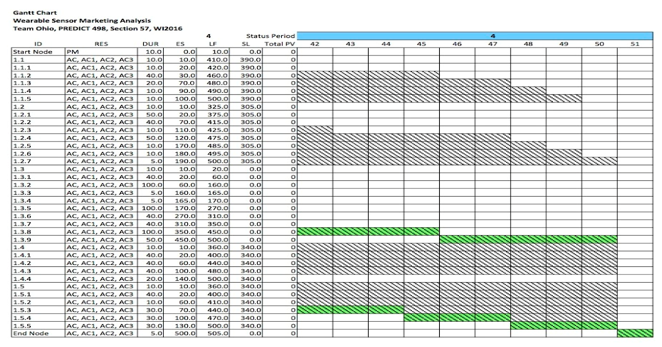 Gantt Chart
Wearable Sensor Marketing Analysis
Team Ohio, PREDICT 498, Section 57, WI2016
4 Status Period 4
ID RES DUR ES LF SL Total PV 42 43 44 45 46 47 48 49 50 51
Start Node PM 10.0 0.0 10.0 0.0 0
1.1 AC, AC1, AC2, AC3 10.0 10.0 410.0 390.0 0
1.1.1 AC, AC1, AC2, AC3 10.0 20.0 420.0 390.0 0
1.1.2 AC, AC1, AC2, AC3 40.0 30.0 460.0 390.0 0
1.1.3 AC, AC1, AC2, AC3 20.0 70.0 480.0 390.0 0
1.1.4 AC, AC1, AC2, AC3 10.0 90.0 490.0 390.0 0
1.1.5 AC, AC1, AC2, AC3 10.0 100.0 500.0 390.0 0
1.2 AC, AC1, AC2, AC3 10.0 10.0 325.0 305.0 0
1.2.1 AC, AC1, AC2, AC3 50.0 20.0 375.0 305.0 0
1.2.2 AC, AC1, AC2, AC3 40.0 70.0 415.0 305.0 0
1.2.3 AC, AC1, AC2, AC3 10.0 110.0 425.0 305.0 0
1.2.4 AC, AC1, AC2, AC3 50.0 120.0 475.0 305.0 0
1.2.5 AC, AC1, AC2, AC3 10.0 170.0 485.0 305.0 0
1.2.6 AC, AC1, AC2, AC3 10.0 180.0 495.0 305.0 0
1.2.7 AC, AC1, AC2, AC3 5.0 190.0 500.0 305.0 0
1.3 AC, AC1, AC2, AC3 10.0 10.0 20.0 0.0 0
1.3.1 AC, AC1, AC2, AC3 40.0 20.0 60.0 0.0 0
1.3.2 AC, AC1, AC2, AC3 100.0 60.0 160.0 0.0 0
1.3.3 AC, AC1, AC2, AC3 5.0 160.0 165.0 0.0 0
1.3.4 AC, AC1, AC2, AC3 5.0 165.0 170.0 0.0 0
1.3.5 AC, AC1, AC2, AC3 100.0 170.0 270.0 0.0 0
1.3.6 AC, AC1, AC2, AC3 40.0 270.0 310.0 0.0 0
1.3.7 AC, AC1, AC2, AC3 40.0 310.0 350.0 0.0 0
1.3.8 AC, AC1, AC2, AC3 100.0 350.0 450.0 0.0 0
1.3.9 AC, AC1, AC2, AC3 50.0 450.0 500.0 0.0 0
1.4 AC, AC1, AC2, AC3 10.0 10.0 360.0 340.0 0
1.4.1 AC, AC1, AC2, AC3 40.0 20.0 400.0 340.0 0
1.4.2 AC, AC1, AC2, AC3 40.0 60.0 440.0 340.0 0
1.4.3 AC, AC1, AC2, AC3 40.0 100.0 480.0 340.0 0
1.4.4 AC, AC1, AC2, AC3 20.0 140.0 500.0 340.0 0
1.5 AC, AC1, AC2, AC3 10.0 10.0 360.0 340.0 0
1.5.1 AC, AC1, AC2, AC3 40.0 20.0 400.0 340.0 0
1.5.2 AC, AC1, AC2, AC3 10.0 60.0 410.0 340.0 0
1.5.3 AC, AC1, AC2, AC3 30.0 70.0 440.0 340.0 0
1.5.4 AC, AC1, AC2, AC3 30.0 100.0 470.0 340.0 0
1.5.5 AC, AC1, AC2, AC3 30.0 130.0 500.0 340.0 0
End Node AC, AC1, AC2, AC3 5.0 500.0 505.0 0.0 0